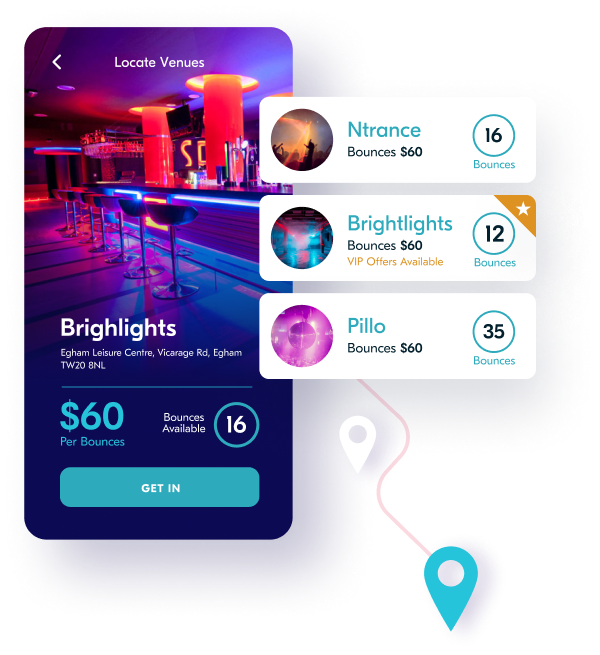 Locate Venues
Ntrance
Bounces $60
16
Bounces
Brightlights
Bounces $60
VIP Offers Available
12
Bounces
Pillo
Bounces $60
35
Bounces
Brighlights
Egham Leisure Centre, Vicarage Rd, Egham
TW20 8NL
$60
Per Bounces
Bounces
Available
16
GET IN